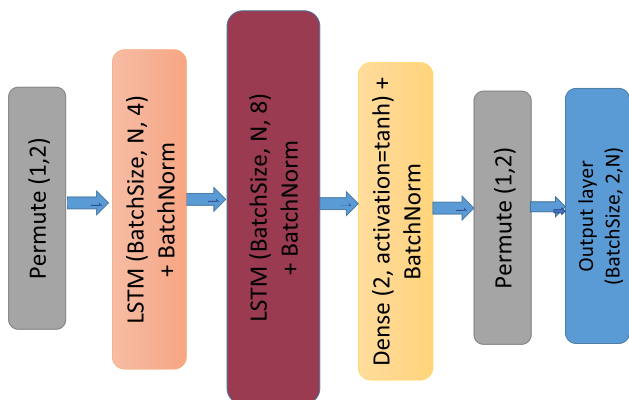 Permute (1,2)
LSTM (BatchSize, N, 4)
+ BatchNorm
LSTM (BatchSize, N, 8)
+ BatchNorm
Dense (2, activation=tanh) +
BatchNorm
Permute (1,2)
Output layer
(BatchSize, 2,N)